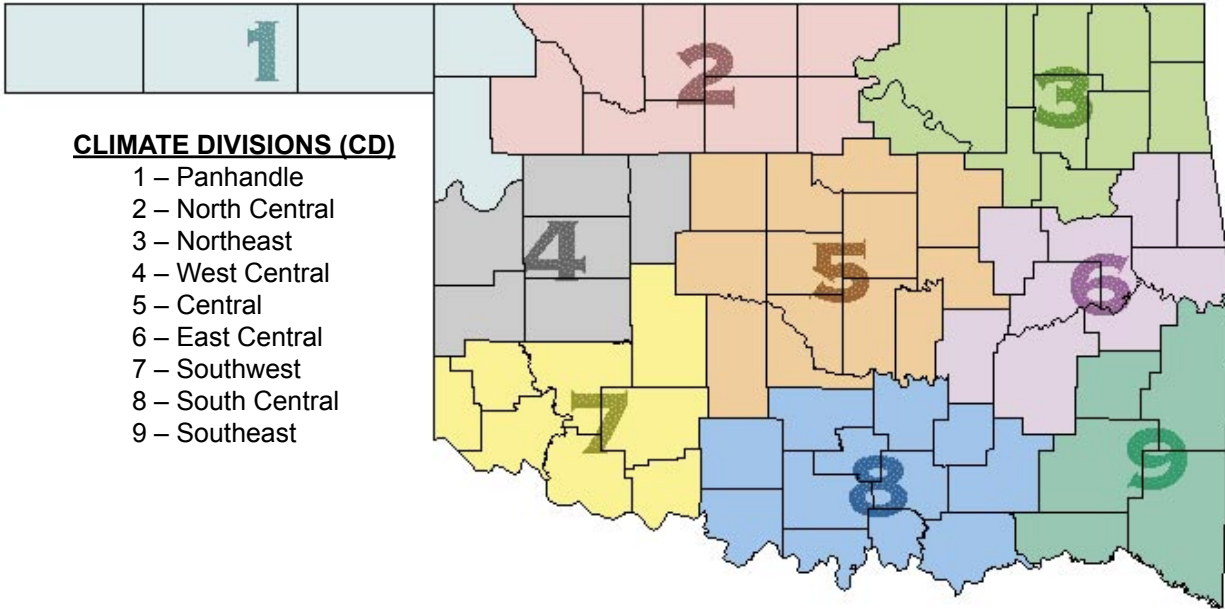 1
2
3
CLIMATE DIVISIONS (CD)
1 – Panhandle
2 – North Central
3 – Northeast
4 – West Central
5 – Central
6 – East Central
7 – Southwest
8 – South Central
9 – Southeast
4
5
6
7
8
9